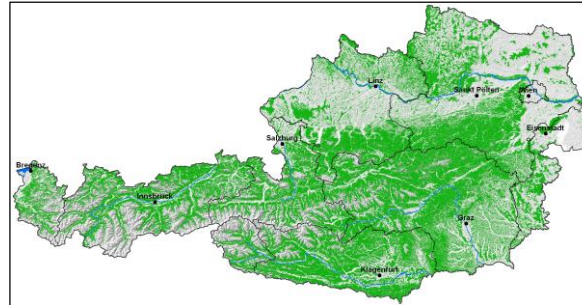 Linz
Sankt Pölten
Wien
Eisenstadt
Salzburg
Bregenz
Innsbruck
Graz
Klagenfurt